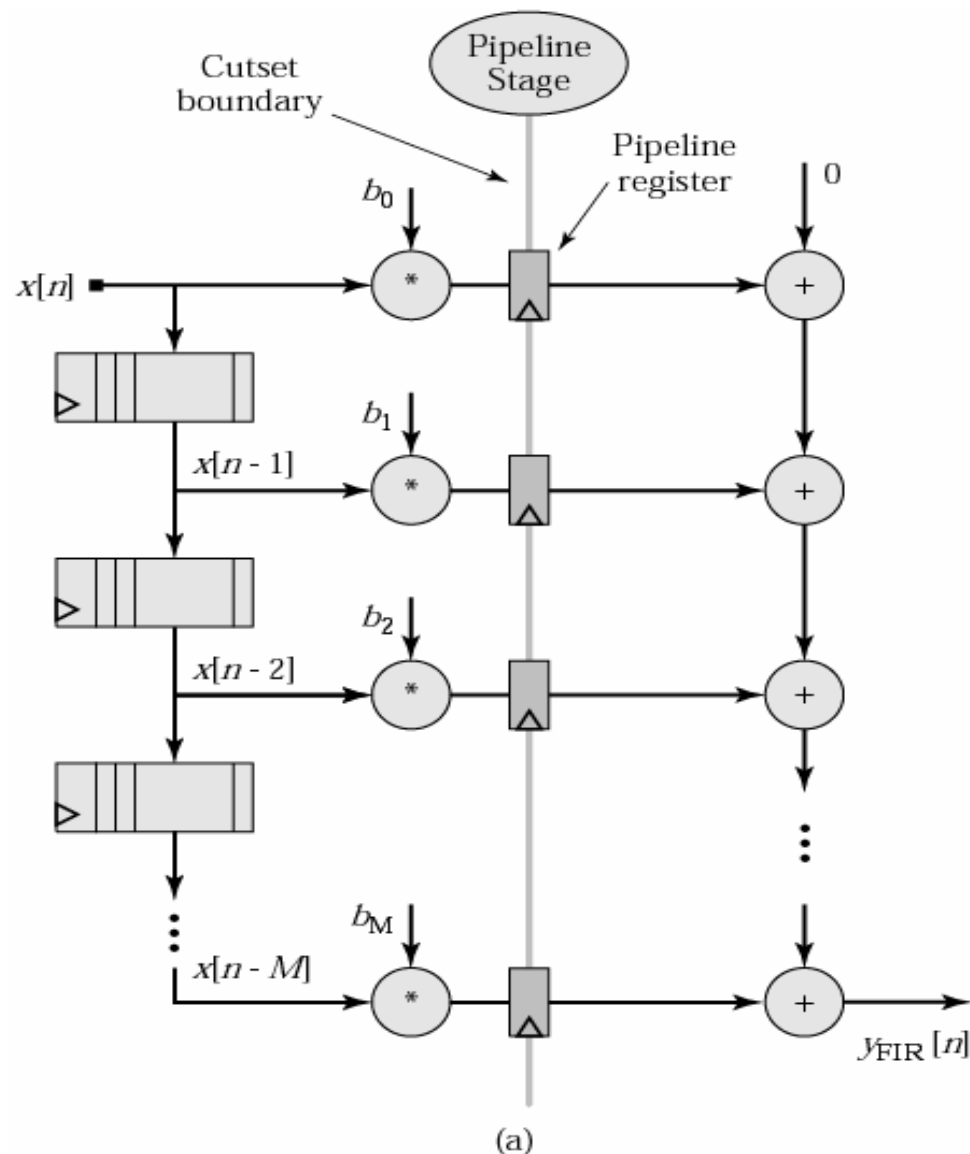 Pipeline
Stage
Cutset
boundary
Pipeline
register
b0
0
x[n]
*
+
b1
x[n - 1]
*
+
b2
x[n - 2]
*
+
bM
x[n - M]
*
+
yFIR [n]
(a)